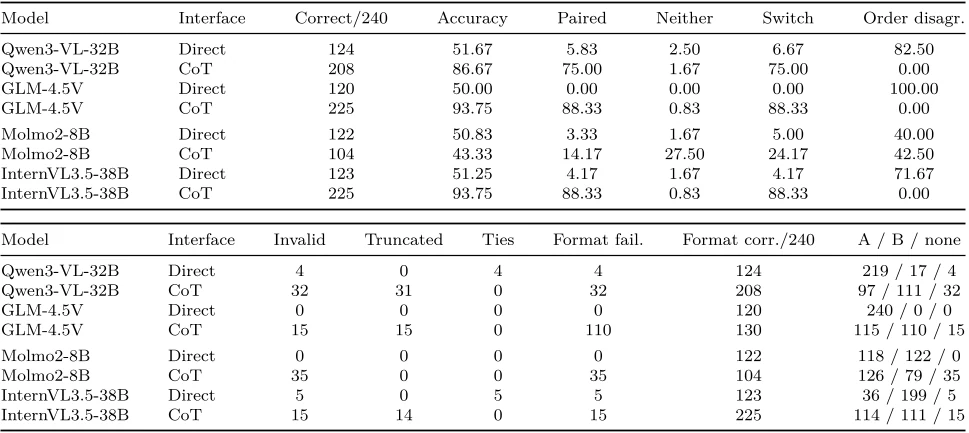 Model Interface Correct/240 Accuracy Paired Neither Switch Order disagr.
Qwen3-VL-32B Direct 124 51.67 5.83 2.50 6.67 82.50
Qwen3-VL-32B CoT 208 86.67 75.00 1.67 75.00 0.00
GLM-4.5V Direct 120 50.00 0.00 0.00 0.00 100.00
GLM-4.5V CoT 225 93.75 88.33 0.83 88.33 0.00
Molmo2-8B Direct 122 50.83 3.33 1.67 5.00 40.00
Molmo2-8B CoT 104 43.33 14.17 27.50 24.17 42.50
InternVL3.5-38B Direct 123 51.25 4.17 1.67 4.17 71.67
InternVL3.5-38B CoT 225 93.75 88.33 0.83 88.33 0.00
Model Interface Invalid Truncated Ties Format fail. Format corr./240 A / B / none
Qwen3-VL-32B Direct 4 0 4 4 124 219 / 17 / 4
Qwen3-VL-32B CoT 32 31 0 32 208 97 / 111 / 32
GLM-4.5V Direct 0 0 0 0 120 240 / 0 / 0
GLM-4.5V CoT 15 15 0 110 130 115 / 110 / 15
Molmo2-8B Direct 0 0 0 0 122 118 / 122 / 0
Molmo2-8B CoT 35 0 0 35 104 126 / 79 / 35
InternVL3.5-38B Direct 5 0 5 5 123 36 / 199 / 5
InternVL3.5-38B CoT 15 14 0 15 225 114 / 111 / 15